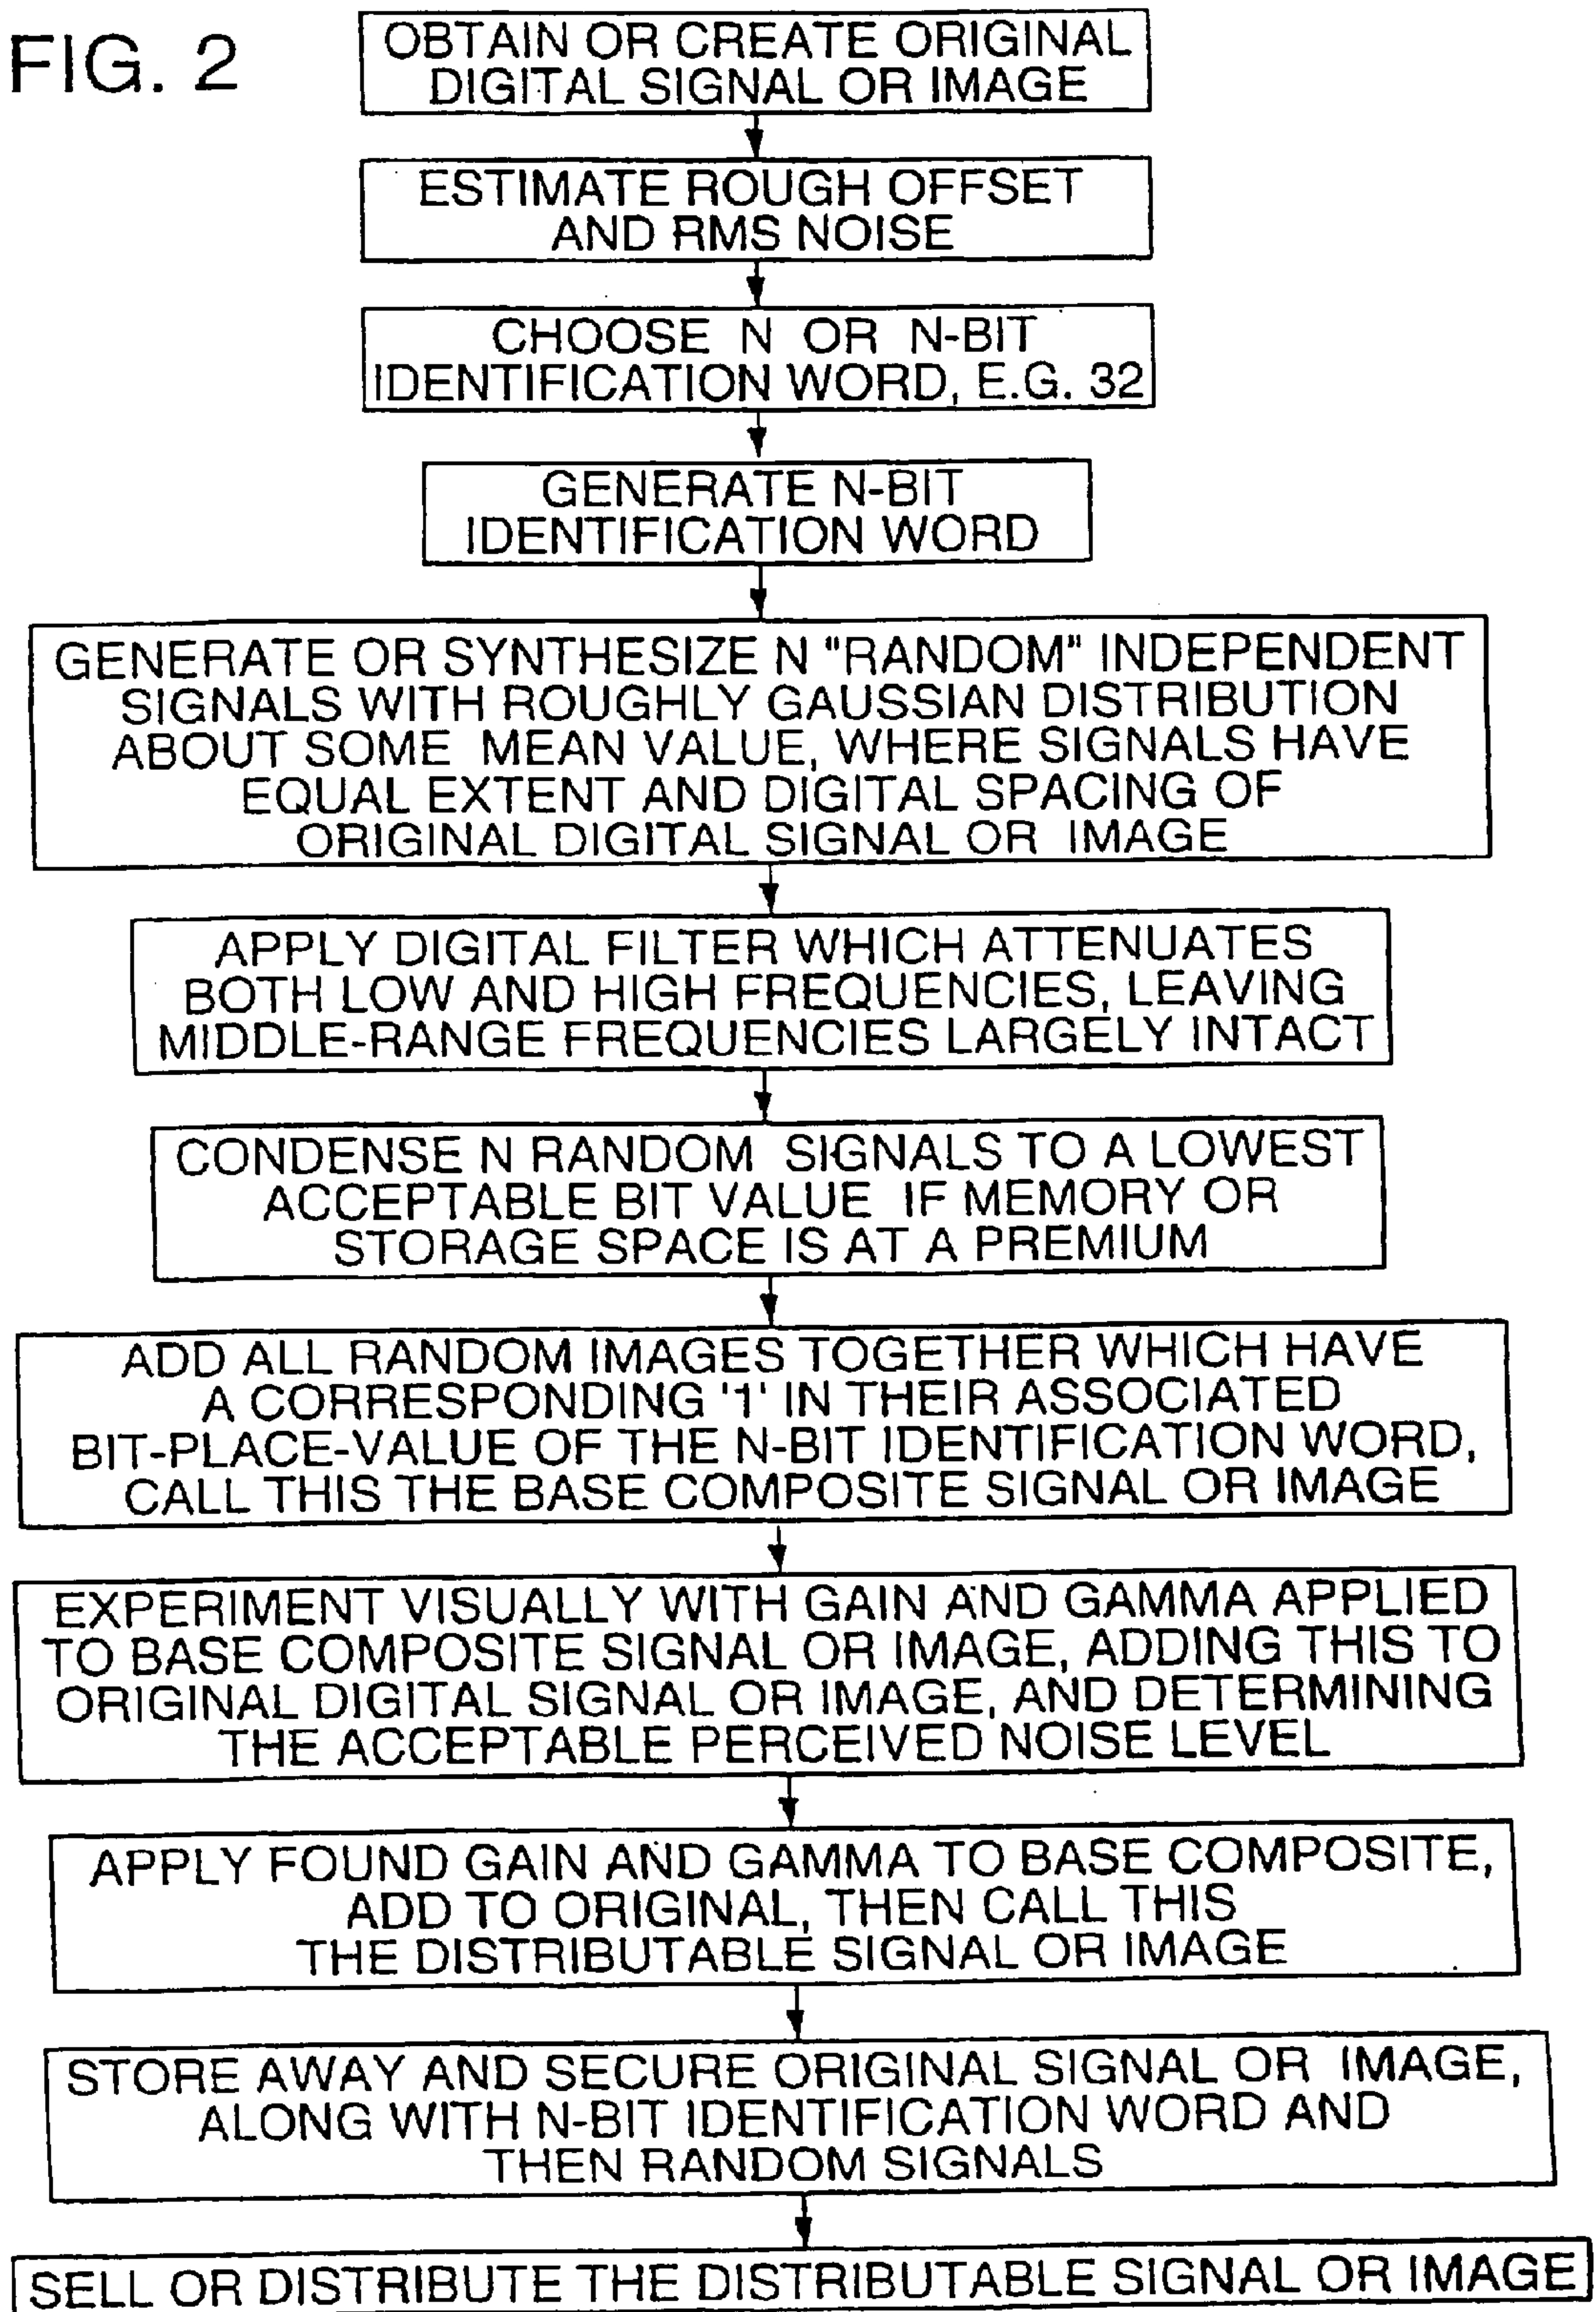 FIG. 2
OBTAIN OR CREATE ORIGINAL
DIGITAL SIGNAL OR IMAGE
ESTIMATE ROUGH OFFSET
AND RMS NOISE
CHOOSE N OR N-BIT
IDENTIFICATION WORD, E.G. 32
GENERATE N-BIT
IDENTIFICATION WORD
GENERATE OR SYNTHESIZE N "RANDOM" INDEPENDENT
SIGNALS WITH ROUGHLY GAUSSIAN DISTRIBUTION
ABOUT SOME MEAN VALUE, WHERE SIGNALS HAVE
EQUAL EXTENT AND DIGITAL SPACING OF
ORIGINAL DIGITAL SIGNAL OR IMAGE
APPLY DIGITAL FILTER WHICH ATTENUATES
BOTH LOW AND HIGH FREQUENCIES, LEAVING
MIDDLE-RANGE FREQUENCIES LARGELY INTACT
CONDENSE N RANDOM SIGNALS TO A LOWEST
ACCEPTABLE BIT VALUE IF MEMORY OR
STORAGE SPACE IS AT A PREMIUM
ADD ALL RANDOM IMAGES TOGETHER WHICH HAVE
A CORRESPONDING '1' IN THEIR ASSOCIATED
BIT-PLACE-VALUE OF THE N-BIT IDENTIFICATION WORD,
CALL THIS THE BASE COMPOSITE SIGNAL OR IMAGE
EXPERIMENT VISUALLY WITH GAIN AND GAMMA APPLIED
TO BASE COMPOSITE SIGNAL OR IMAGE, ADDING THIS TO
ORIGINAL DIGITAL SIGNAL OR IMAGE, AND DETERMINING
THE ACCEPTABLE PERCEIVED NOISE LEVEL
APPLY FOUND GAIN AND GAMMA TO BASE COMPOSITE,
ADD TO ORIGINAL, THEN CALL THIS
THE DISTRIBUTABLE SIGNAL OR IMAGE
STORE AWAY AND SECURE ORIGINAL SIGNAL OR IMAGE,
ALONG WITH N-BIT IDENTIFICATION WORD AND
THEN RANDOM SIGNALS
SELL OR DISTRIBUTE THE DISTRIBUTABLE SIGNAL OR IMAGE